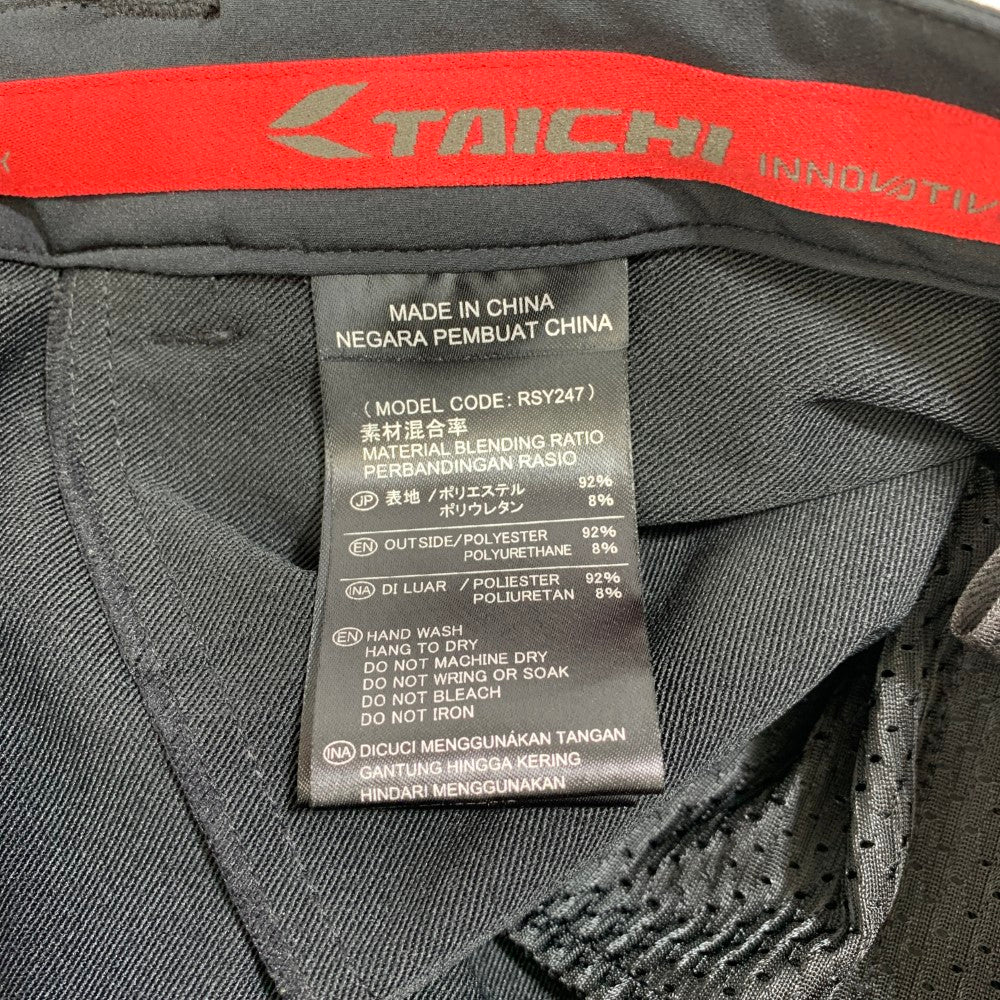 TAICHI INNOVATIV
MADE IN CHINA
NEGARA PEMBUAT CHINA
(MODEL CODE: RSY247)
素材混合率
MATERIAL BLENDING RATIO
PERBANDINGAN RASIO
JP 表地 / ポリエステル 92%
ポリウレタン 8%
EN OUTSIDE/POLYESTER 92%
POLYURETHANE 8%
INA DI LUAR / POLIESTER 92%
POLIURETAN 8%
EN HAND WASH
HANG TO DRY
DO NOT MACHINE DRY
DO NOT WRING OR SOAK
DO NOT BLEACH
DO NOT IRON
INA DICUCI MENGGUNÁKAN TANGAN
GANTUNG HINGGA KERING
HINDARI MENGGUNAKAN